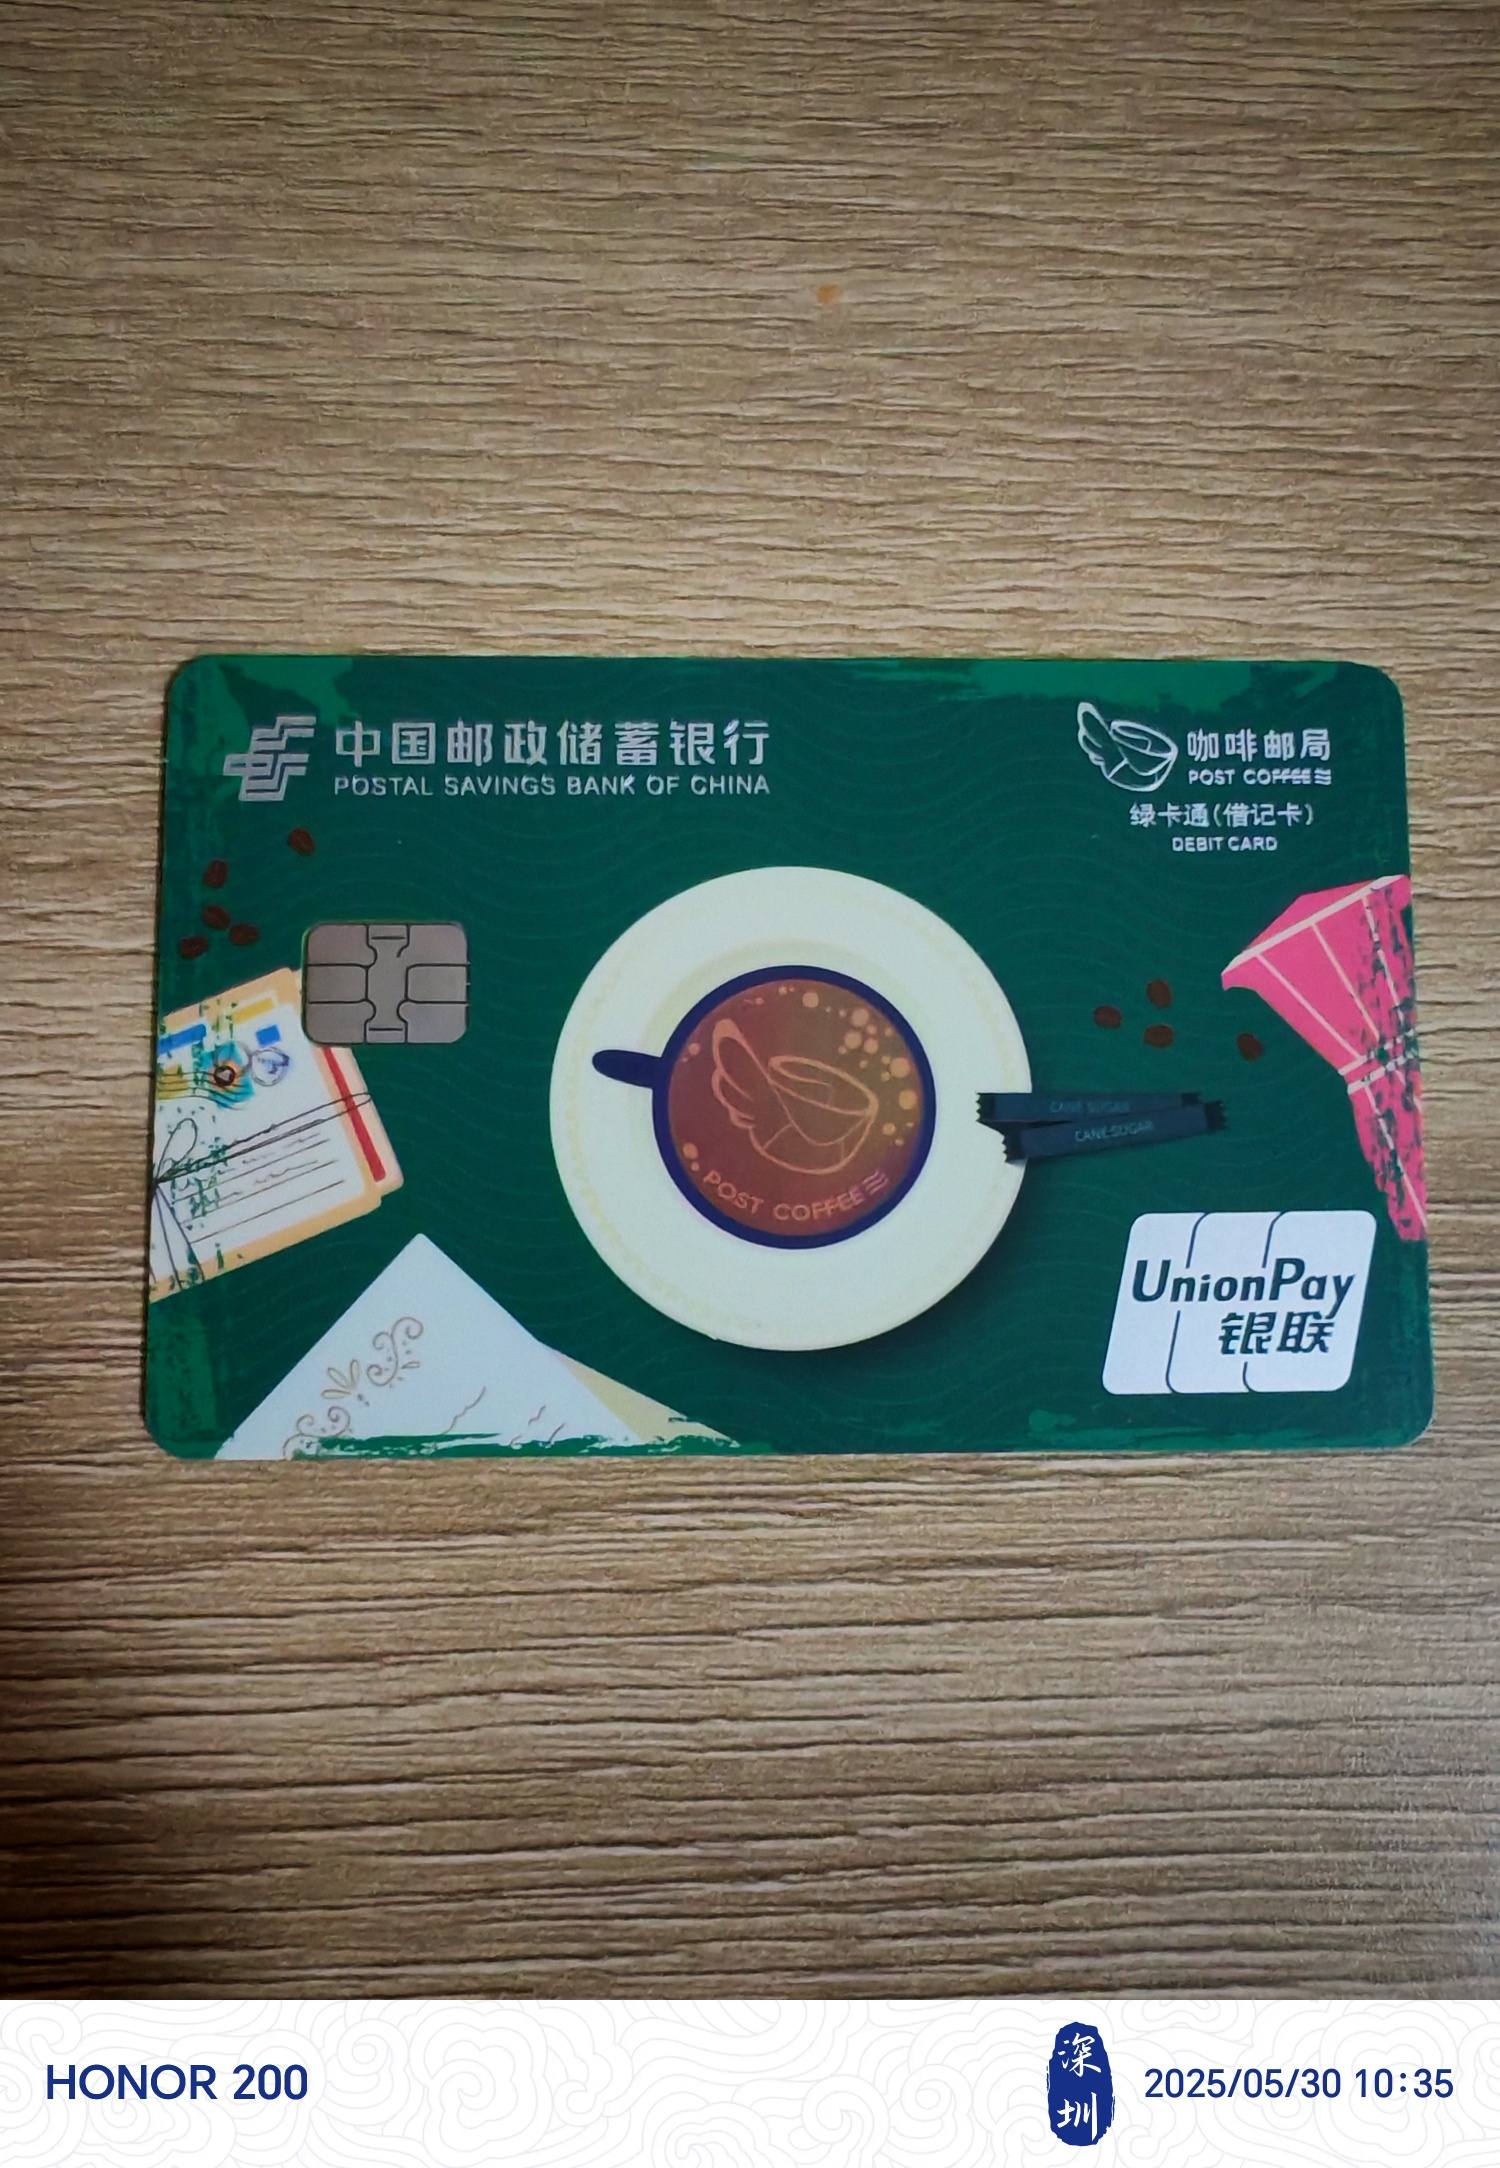 中国邮政储蓄银行
POSTAL SAVINGS BANK OF CHINA
咖啡邮局
POST COFFEE
绿卡通(借记卡)
DEBIT CARD
CANE SUGAR
CANE SUGAR
POST COFFEE
UnionPay
银联
HONOR 200
深圳
2025/05/30 10:35